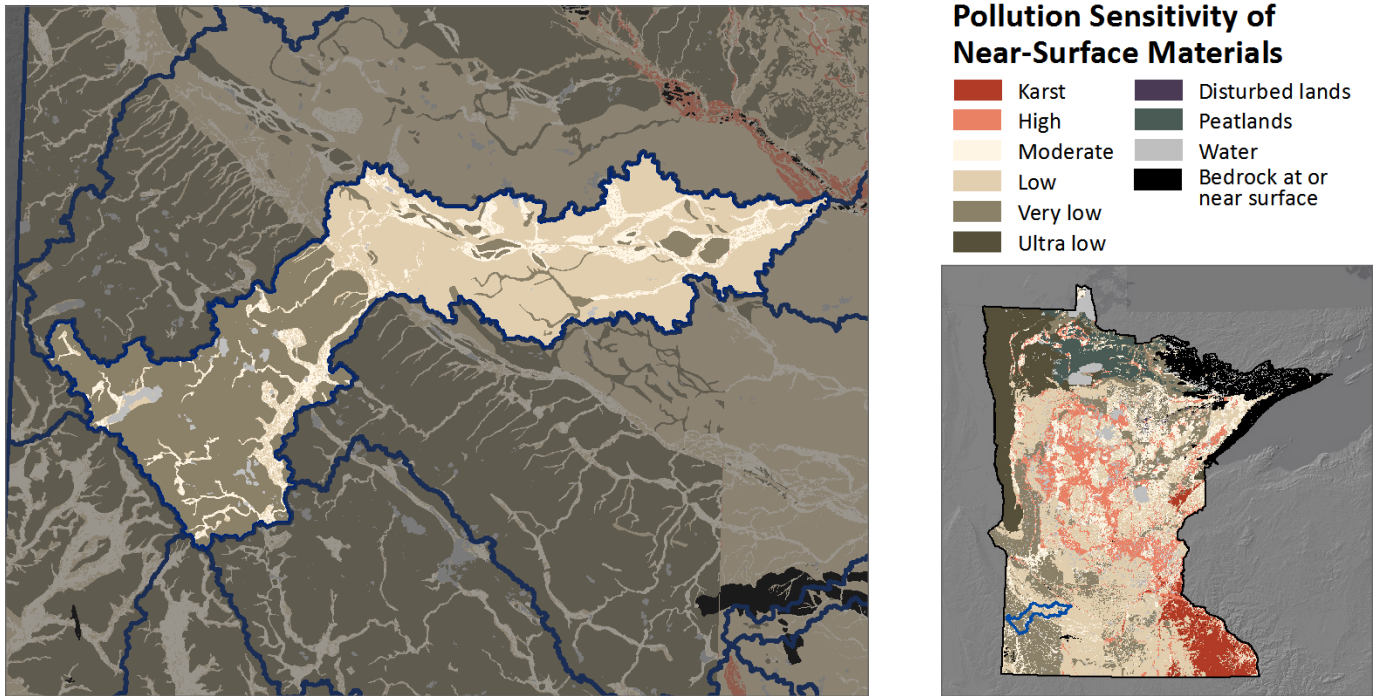 Pollution Sensitivity of
Near-Surface Materials
Karst
High
Moderate
Low
Very low
Ultra low
Disturbed lands
Peatlands
Water
Bedrock at or
near surface